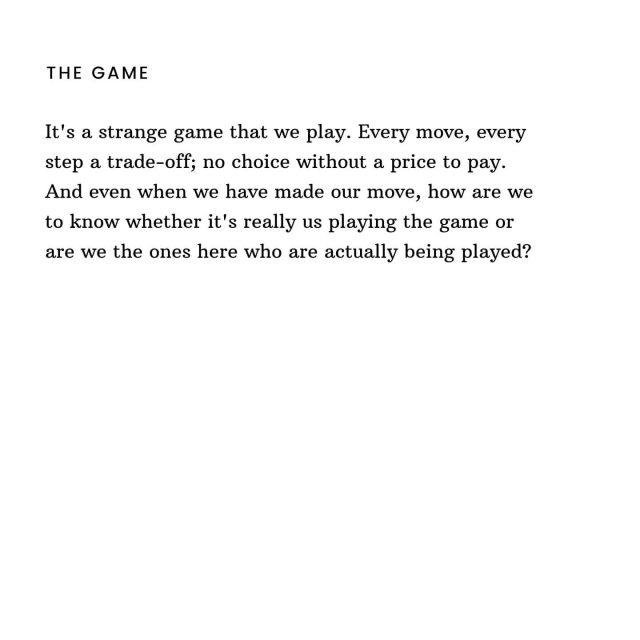 THE GAME
It's a strange game that we play. Every move, every
step a trade-off; no choice without a price to pay.
And even when we have made our move, how are we
to know whether it's really us playing the game or
are we the ones here who are actually being played?